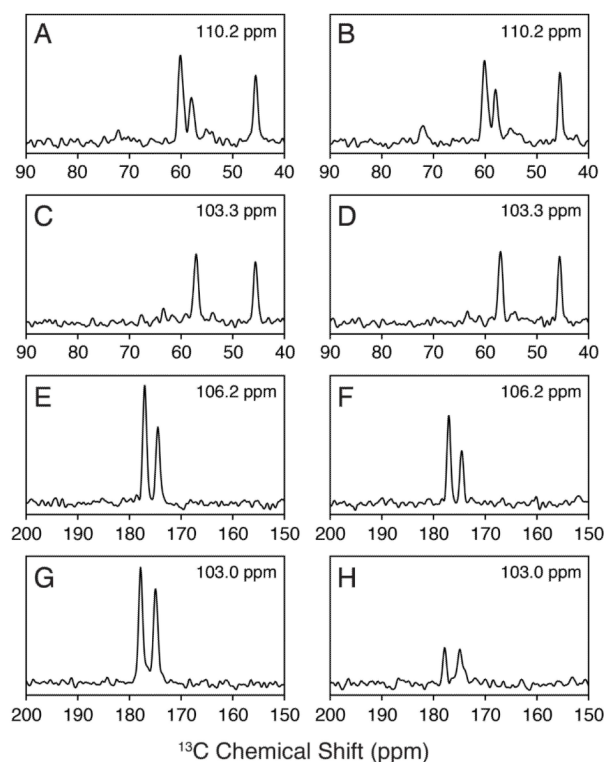 A 110.2 ppm B 110.2 ppm
90 80 70 60 50 40 90 80 70 60 50 40
C 103.3 ppm D 103.3 ppm
90 80 70 60 50 40 90 80 70 60 50 40
E 106.2 ppm F 106.2 ppm
200 190 180 170 160 150 200 190 180 170 160 150
G 103.0 ppm H 103.0 ppm
200 190 180 170 160 150 200 190 180 170 160 150
¹³C Chemical Shift (ppm)